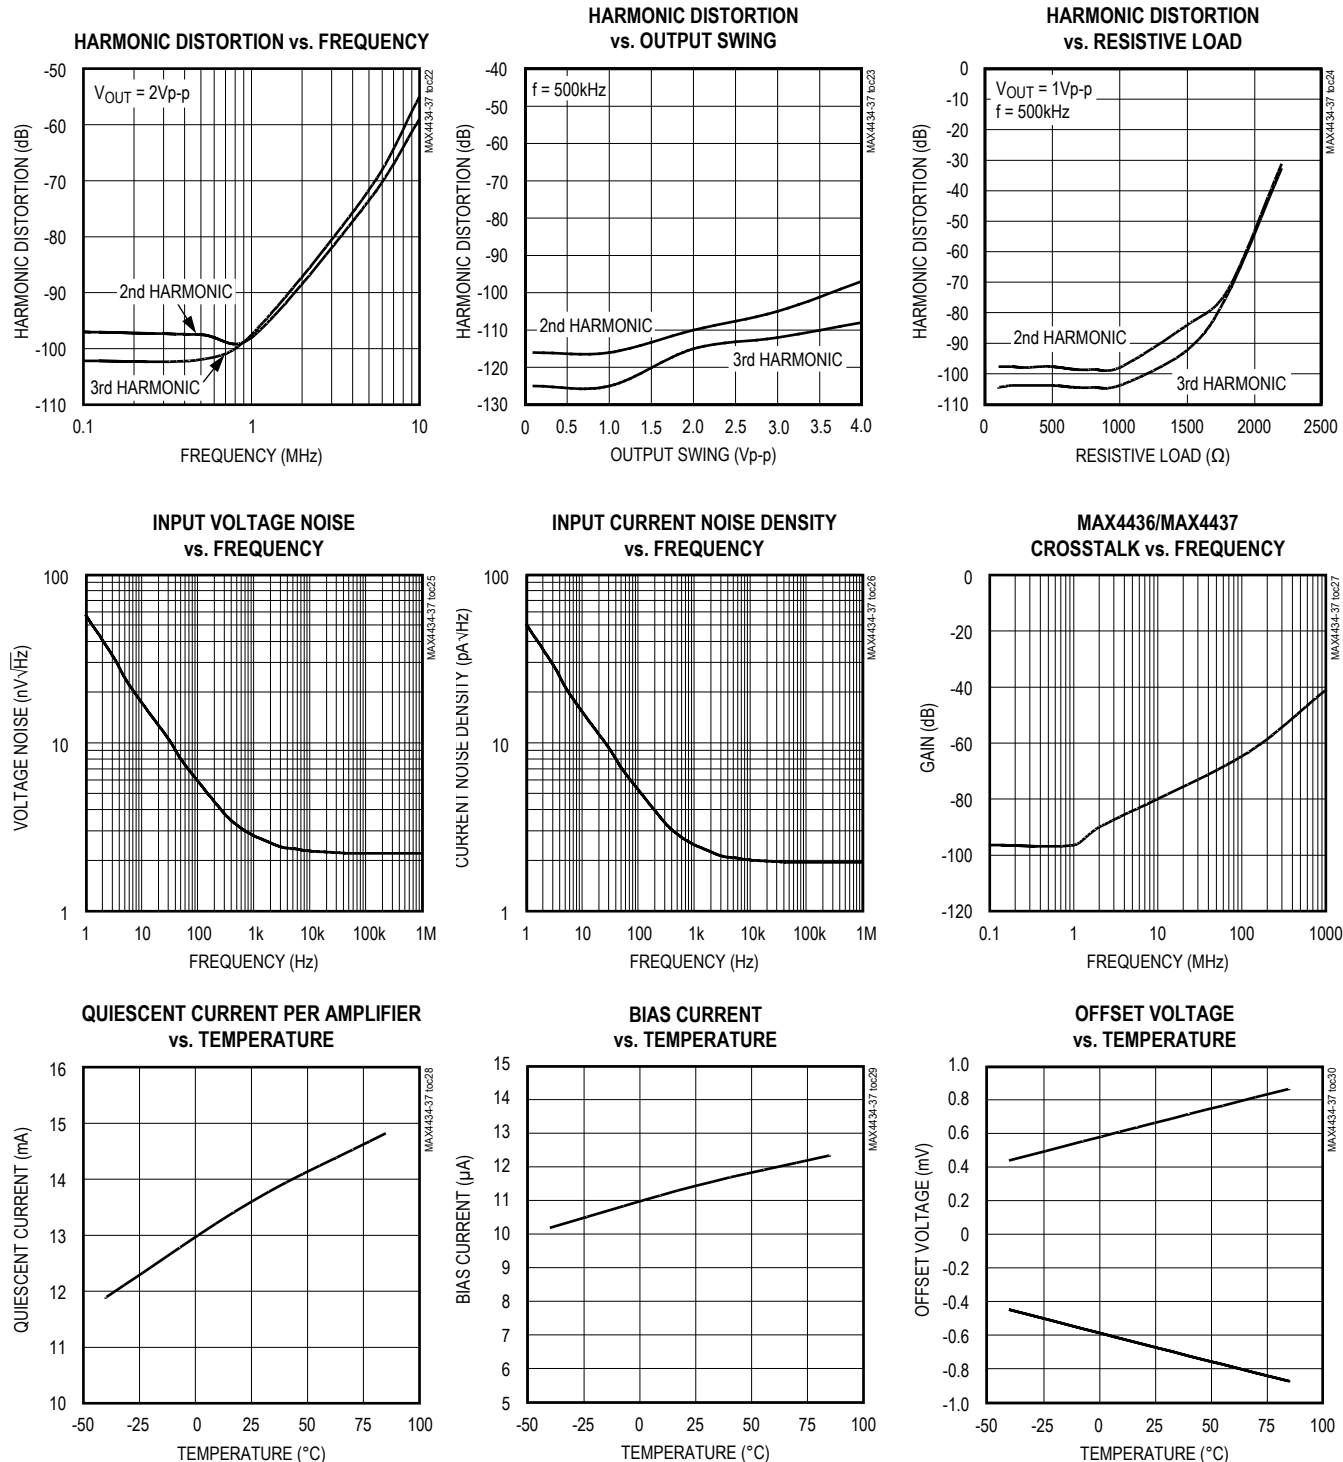 HARMONIC DISTORTION vs. FREQUENCY
MAX4434-37 toc22
VOUT = 2Vp-p
HARMONIC DISTORTION (dB)
-50
-60
-70
-80
-90
-100
-110
2nd HARMONIC
3rd HARMONIC
0.1 1 10
FREQUENCY (MHz)
HARMONIC DISTORTION
vs. OUTPUT SWING
MAX4434-37 toc23
f = 500kHz
HARMONIC DISTORTION (dB)
-40
-50
-60
-70
-80
-90
-100
-110
-120
-130
2nd HARMONIC
3rd HARMONIC
0 0.5 1.0 1.5 2.0 2.5 3.0 3.5 4.0
OUTPUT SWING (Vp-p)
HARMONIC DISTORTION
vs. RESISTIVE LOAD
MAX4434-37 toc24
VOUT = 1Vp-p
f = 500kHz
HARMONIC DISTORTION (dB)
0
-10
-20
-30
-40
-50
-60
-70
-80
-90
-100
-110
2nd HARMONIC
3rd HARMONIC
0 500 1000 1500 2000 2500
RESISTIVE LOAD (Ω)
INPUT VOLTAGE NOISE
vs. FREQUENCY
MAX4434-37 toc25
VOLTAGE NOISE (nV√Hz)
100
10
1
1 10 100 1k 10k 100k 1M
FREQUENCY (Hz)
INPUT CURRENT NOISE DENSITY
vs. FREQUENCY
MAX4434-37 toc26
CURRENT NOISE DENSITY (pA√Hz)
100
10
1
1 10 100 1k 10k 100k 1M
FREQUENCY (Hz)
MAX4436/MAX4437
CROSSTALK vs. FREQUENCY
MAX4434-37 toc27
GAIN (dB)
0
-20
-40
-60
-80
-100
-120
0.1 1 10 100 1000
FREQUENCY (MHz)
QUIESCENT CURRENT PER AMPLIFIER
vs. TEMPERATURE
MAX4434-37 toc28
QUIESCENT CURRENT (mA)
16
15
14
13
12
11
10
-50 -25 0 25 50 75 100
TEMPERATURE (°C)
BIAS CURRENT
vs. TEMPERATURE
MAX4434-37 toc29
BIAS CURRENT (μA)
15
14
13
12
11
10
9
8
7
6
5
-50 -25 0 25 50 75 100
TEMPERATURE (°C)
OFFSET VOLTAGE
vs. TEMPERATURE
MAX4434-37 toc30
OFFSET VOLTAGE (mV)
1.0
0.8
0.6
0.4
0.2
0
-0.2
-0.4
-0.6
-0.8
-1.0
-50 -25 0 25 50 75 100
TEMPERATURE (°C)